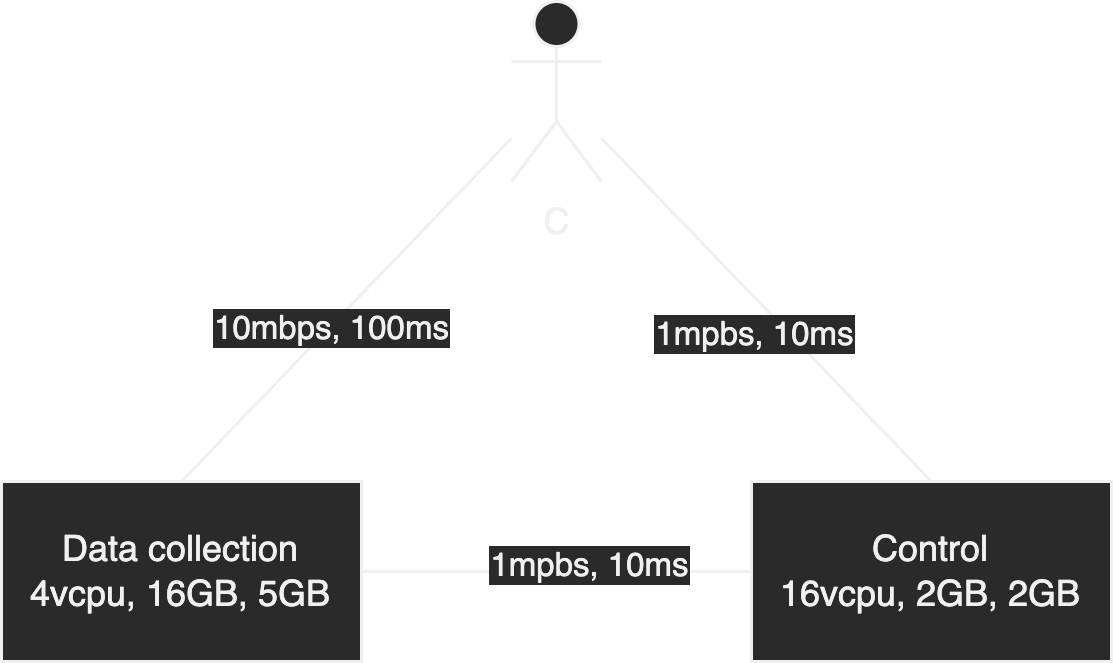 C
10mbps, 100ms
1mpbs, 10ms
1mpbs, 10ms
Data collection
4vcpu, 16GB, 5GB
Control
16vcpu, 2GB, 2GB